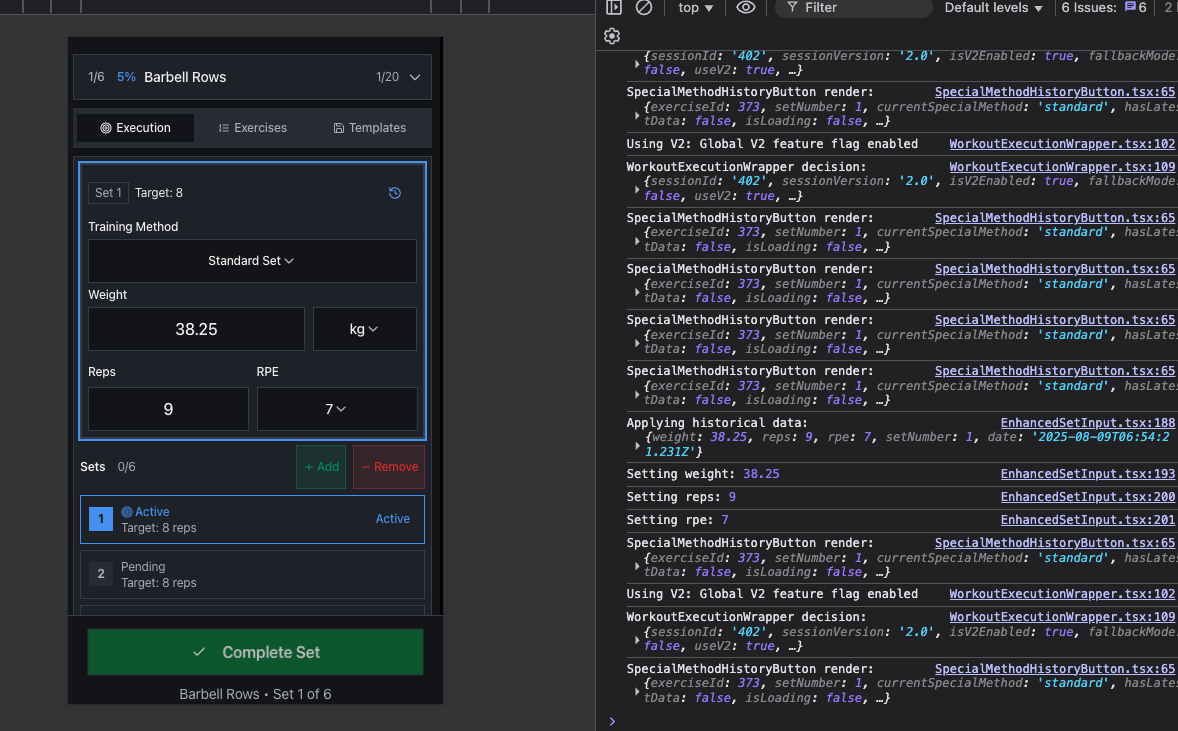 1/6 5% Barbell Rows 1/20
Execution Exercises Templates
Set 1 Target: 8
Training Method
Standard Set
Weight
38.25 kg
Reps RPE
9 7
Sets 0/6 + Add − Remove
1 Active
Target: 8 reps
Active
2 Pending
Target: 8 reps
Complete Set
Barbell Rows • Set 1 of 6
top Filter Default levels 6 Issues: 6 2
{sessionId: '402', sessionVersion: '2.0', isV2Enabled: true, fallbackMode:
false, useV2: true, …}
SpecialMethodHistoryButton render: SpecialMethodHistoryButton.tsx:65
{exerciseId: 373, setNumber: 1, currentSpecialMethod: 'standard', hasLates
tData: false, isLoading: false, …}
Using V2: Global V2 feature flag enabled WorkoutExecutionWrapper.tsx:102
WorkoutExecutionWrapper decision: WorkoutExecutionWrapper.tsx:109
{sessionId: '402', sessionVersion: '2.0', isV2Enabled: true, fallbackMode:
false, useV2: true, …}
SpecialMethodHistoryButton render: SpecialMethodHistoryButton.tsx:65
{exerciseId: 373, setNumber: 1, currentSpecialMethod: 'standard', hasLates
tData: false, isLoading: false, …}
SpecialMethodHistoryButton render: SpecialMethodHistoryButton.tsx:65
{exerciseId: 373, setNumber: 1, currentSpecialMethod: 'standard', hasLates
tData: false, isLoading: false, …}
SpecialMethodHistoryButton render: SpecialMethodHistoryButton.tsx:65
{exerciseId: 373, setNumber: 1, currentSpecialMethod: 'standard', hasLates
tData: false, isLoading: false, …}
SpecialMethodHistoryButton render: SpecialMethodHistoryButton.tsx:65
{exerciseId: 373, setNumber: 1, currentSpecialMethod: 'standard', hasLates
tData: false, isLoading: false, …}
Applying historical data: EnhancedSetInput.tsx:188
{weight: 38.25, reps: 9, rpe: 7, setNumber: 1, date: '2025-08-09T06:54:2
1.231Z'}
Setting weight: 38.25 EnhancedSetInput.tsx:193
Setting reps: 9 EnhancedSetInput.tsx:200
Setting rpe: 7 EnhancedSetInput.tsx:201
SpecialMethodHistoryButton render: SpecialMethodHistoryButton.tsx:65
{exerciseId: 373, setNumber: 1, currentSpecialMethod: 'standard', hasLates
tData: false, isLoading: false, …}
Using V2: Global V2 feature flag enabled WorkoutExecutionWrapper.tsx:102
WorkoutExecutionWrapper decision: WorkoutExecutionWrapper.tsx:109
{sessionId: '402', sessionVersion: '2.0', isV2Enabled: true, fallbackMode:
false, useV2: true, …}
SpecialMethodHistoryButton render: SpecialMethodHistoryButton.tsx:65
{exerciseId: 373, setNumber: 1, currentSpecialMethod: 'standard', hasLates
tData: false, isLoading: false, …}